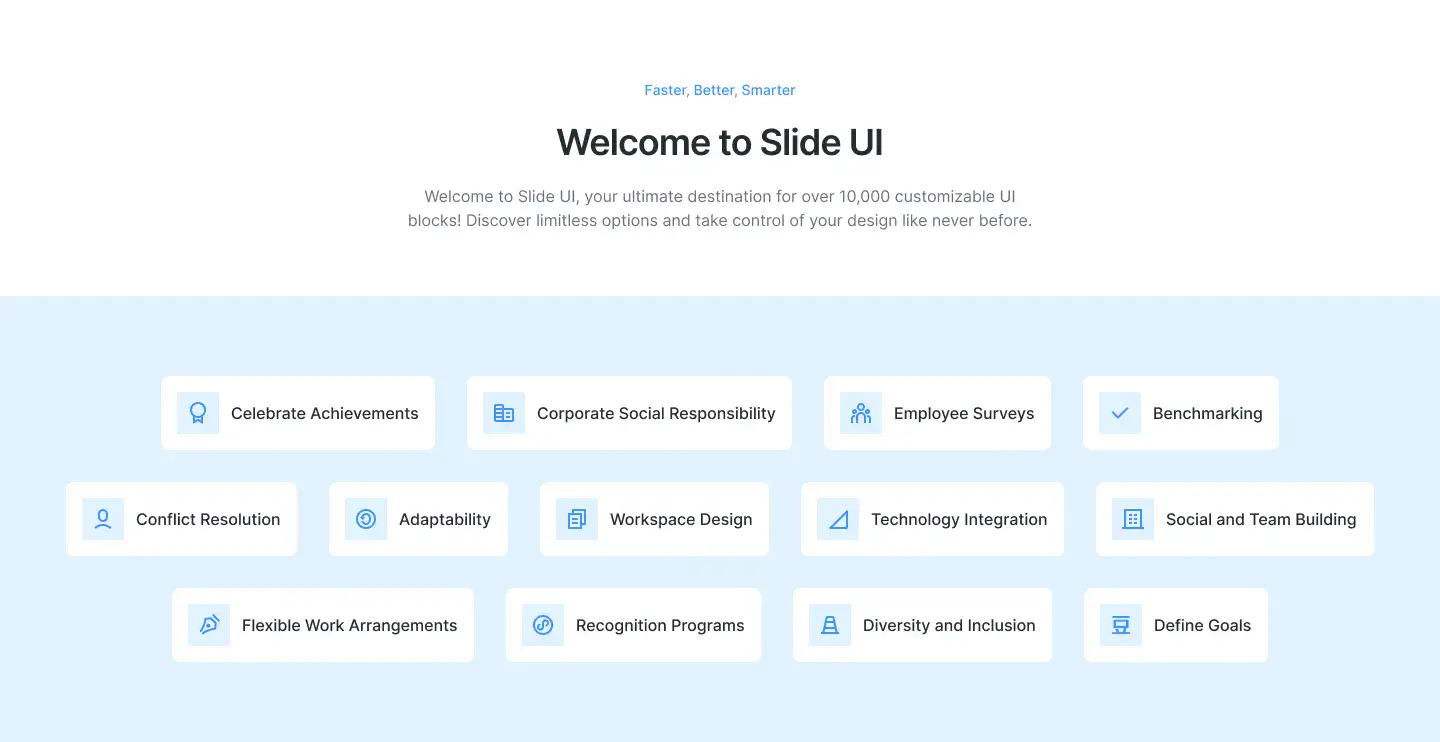 Faster, Better, Smarter
Welcome to Slide UI
Welcome to Slide UI, your ultimate destination for over 10,000 customizable UI
blocks! Discover limitless options and take control of your design like never before.
Celebrate Achievements
Corporate Social Responsibility
Employee Surveys
Benchmarking
Conflict Resolution
Adaptability
Workspace Design
Technology Integration
Social and Team Building
Flexible Work Arrangements
Recognition Programs
Diversity and Inclusion
Define Goals